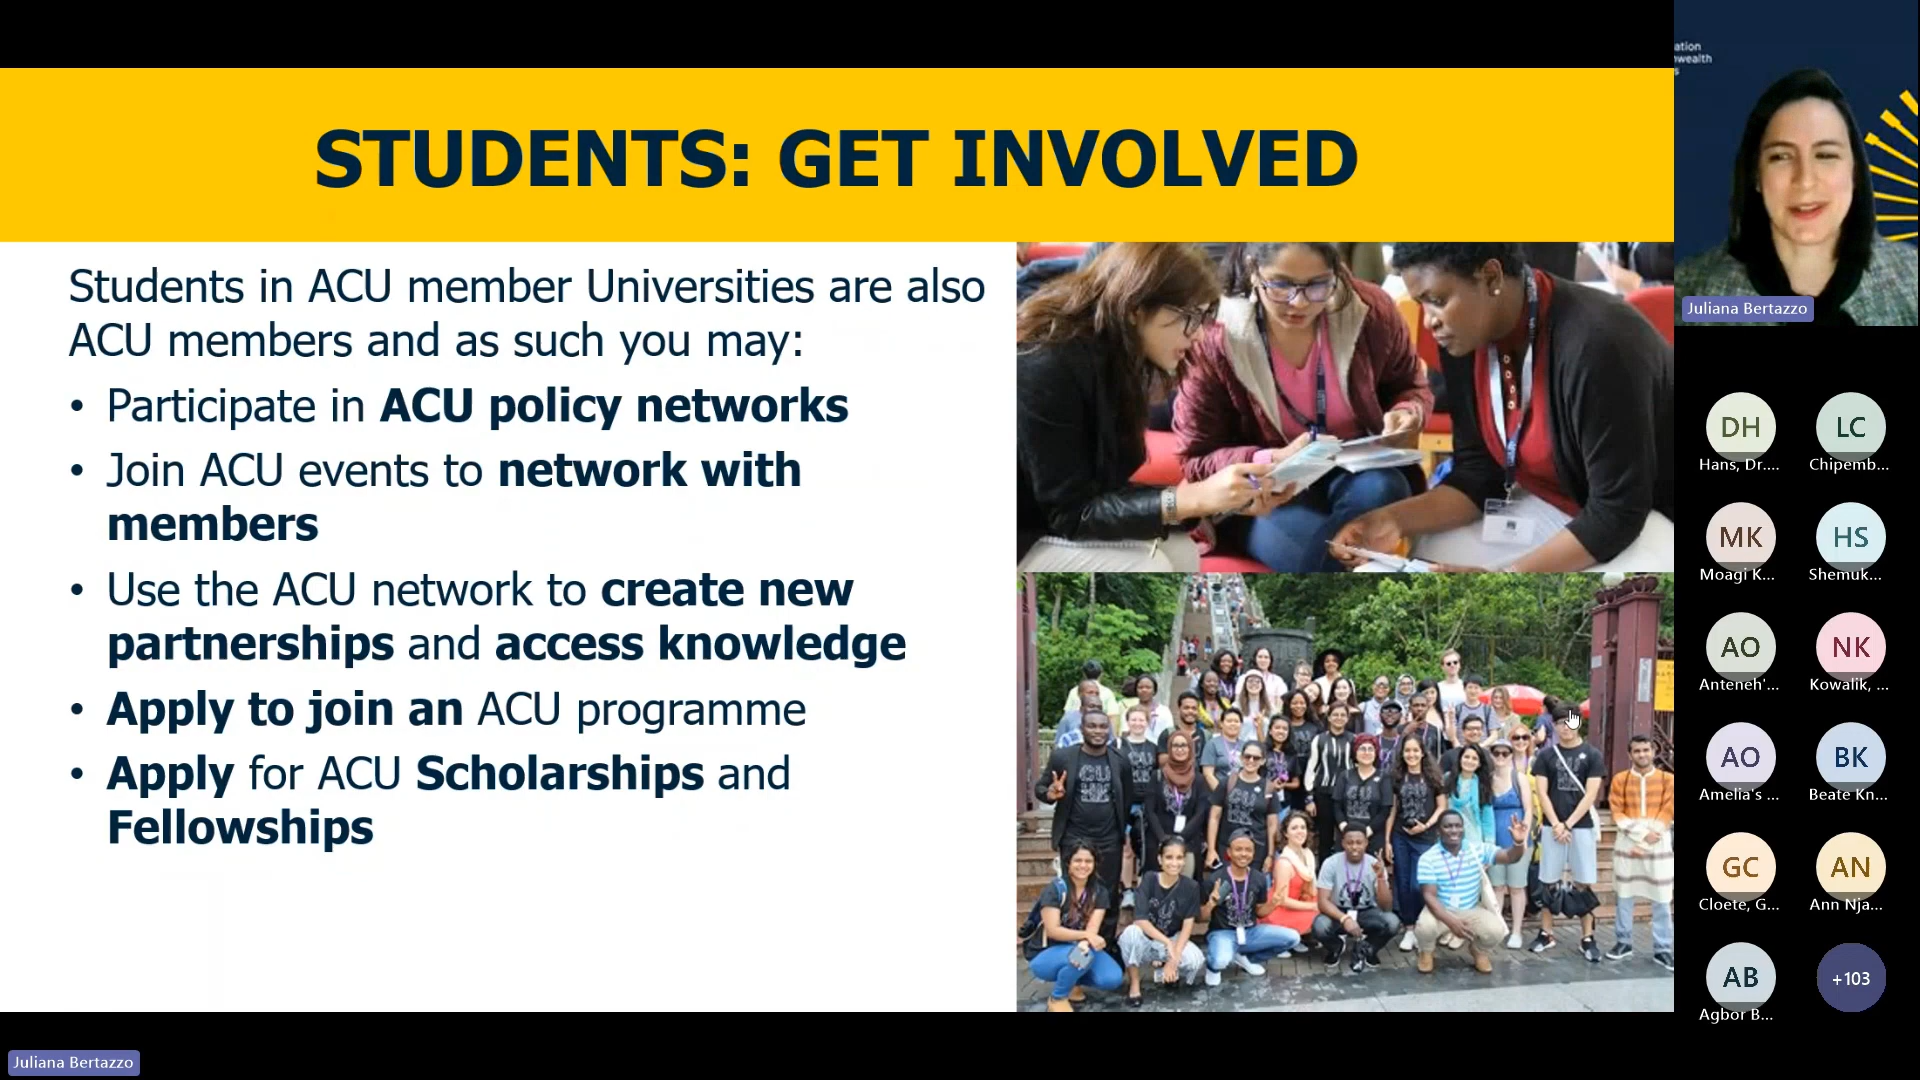 STUDENTS: GET INVOLVED
Students in ACU member Universities are also
ACU members and as such you may:
• Participate in ACU policy networks
• Join ACU events to network with
members
• Use the ACU network to create new
partnerships and access knowledge
• Apply to join an ACU programme
• Apply for ACU Scholarships and
Fellowships
Juliana Bertazzo
ation
wealth
s
Juliana Bertazzo
DH
Hans, Dr....
LC
Chipemb...
MK
Moagi K...
HS
Shemuk...
AO
Anteneh'...
NK
Kowalik, ...
AO
Amelia's ...
BK
Beate Kn...
GC
Cloete, G...
AN
Ann Nja...
AB
Agbor B...
+103